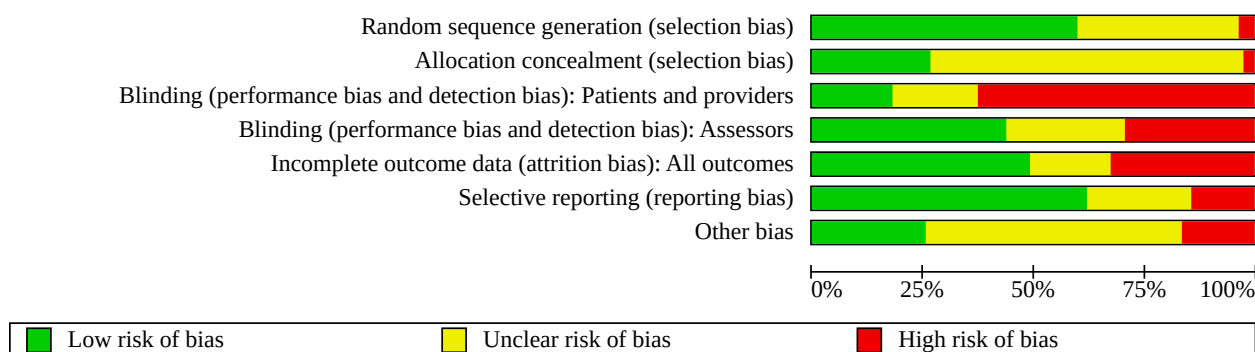 Random sequence generation (selection bias)
Allocation concealment (selection bias)
Blinding (performance bias and detection bias): Patients and providers
Blinding (performance bias and detection bias): Assessors
Incomplete outcome data (attrition bias): All outcomes
Selective reporting (reporting bias)
Other bias
0% 25% 50% 75% 100%
Low risk of bias Unclear risk of bias High risk of bias